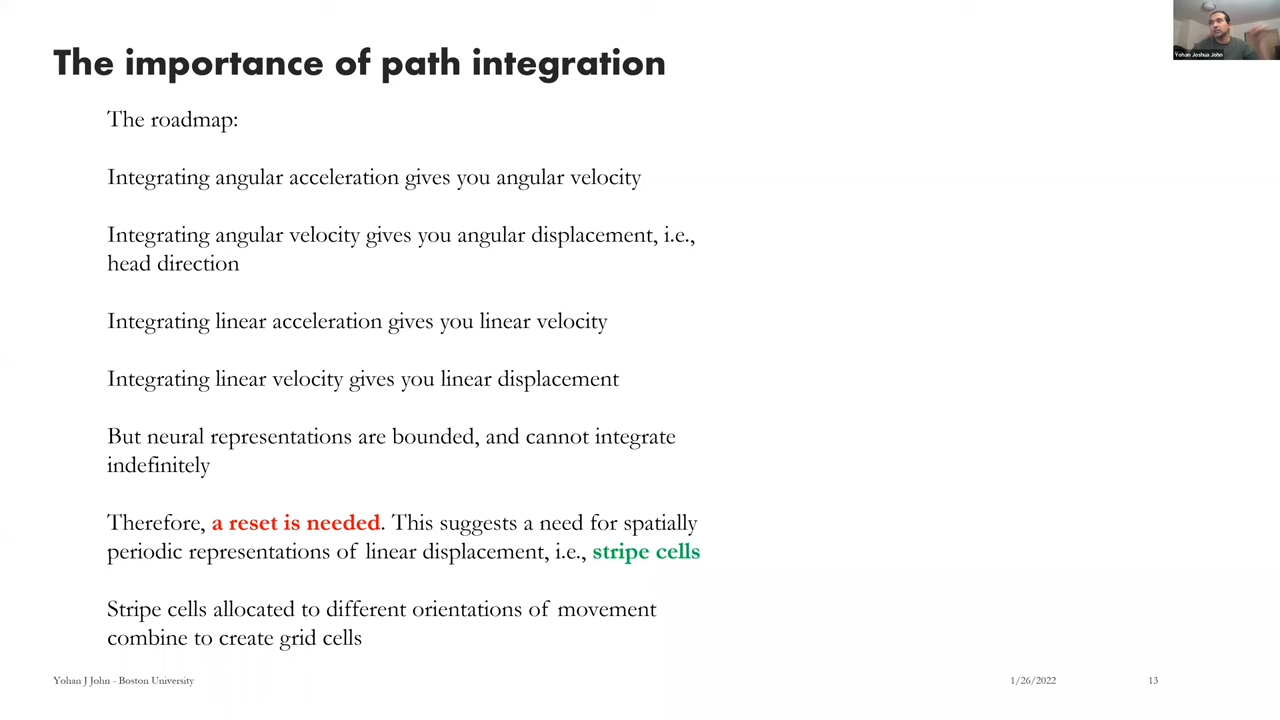 The importance of path integration
Yohan Joshua John
The roadmap:
Integrating angular acceleration gives you angular velocity
Integrating angular velocity gives you angular displacement, i.e.,
head direction
Integrating linear acceleration gives you linear velocity
Integrating linear velocity gives you linear displacement
But neural representations are bounded, and cannot integrate
indefinitely
Therefore, a reset is needed. This suggests a need for spatially
periodic representations of linear displacement, i.e., stripe cells
Stripe cells allocated to different orientations of movement
combine to create grid cells
Yohan J John - Boston University
1/26/2022
13